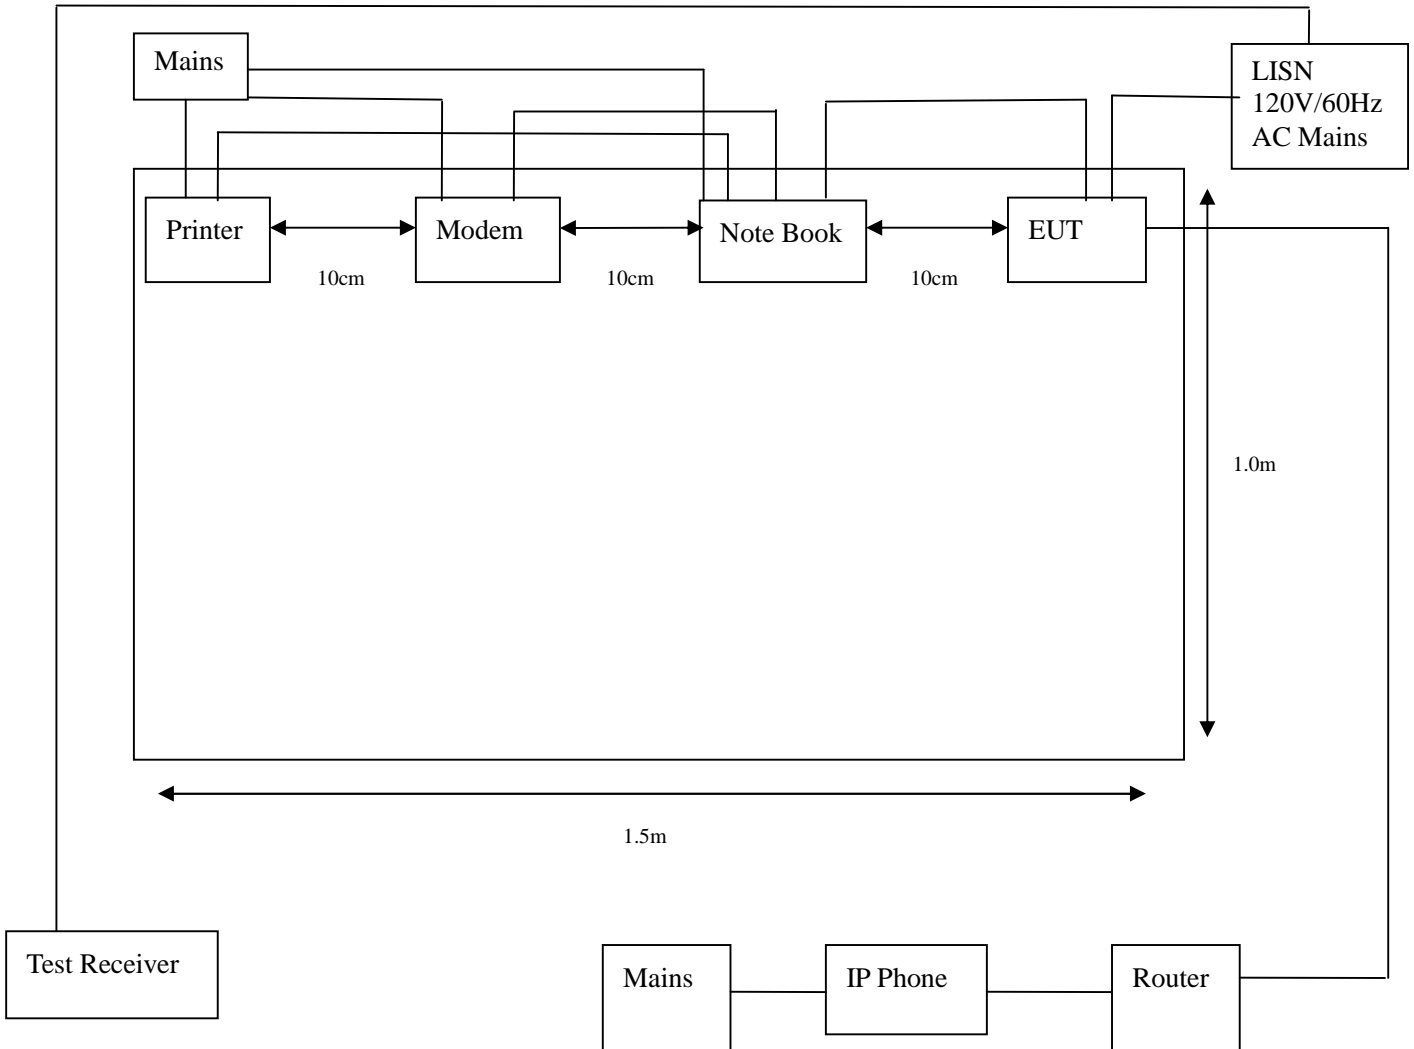 Mains
LISN
120V/60Hz
AC Mains
Printer
Modem
Note Book
EUT
10cm
10cm
10cm
1.0m
1.5m
Test Receiver
Mains
IP Phone
Router